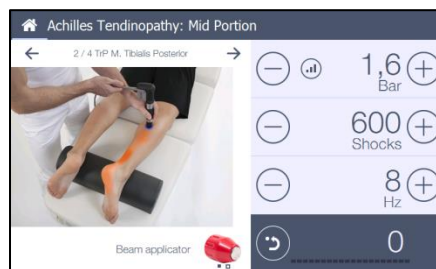 Achilles Tendinopathy: Mid Portion
2 / 4 TrP M. Tibialis Posterior
1,6
Bar
600
Shocks
8
Hz
0
Beam applicator